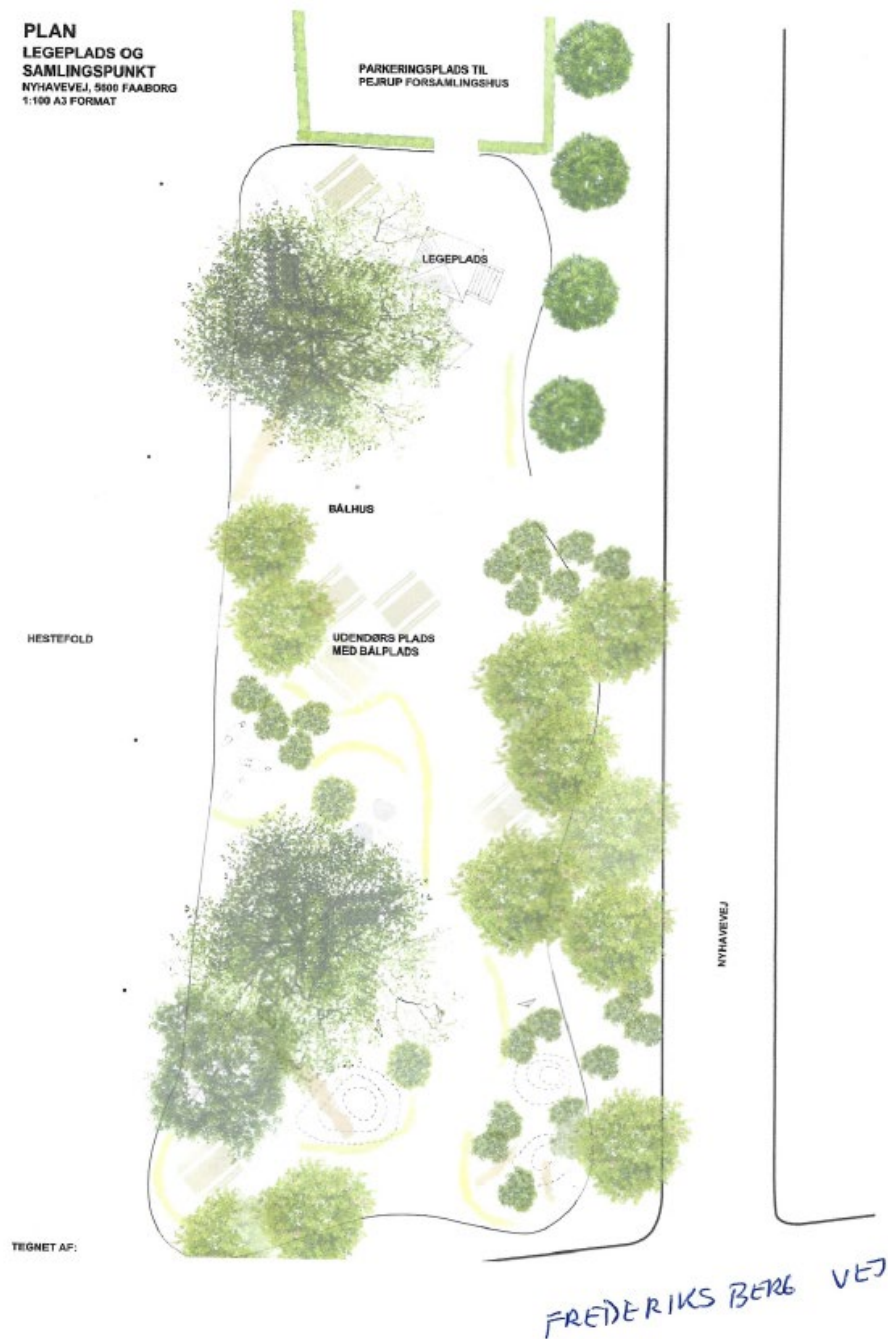 PLAN
LEGEPLADS OG
SAMLINGSPUNKT
NYHAVEVEJ, 5600 FAABORG
1:100 A3 FORMAT
PARKERINGSPLADS TIL
PEJRUP FORSAMLINGSHUS
LEGEPLADS
BÅLHUS
HESTEFOLD
UDENDØRS PLADS
MED BÅLPLADS
NYHAVEVEJ
TEGNET AF:
FREDERIKS BERG VEJ